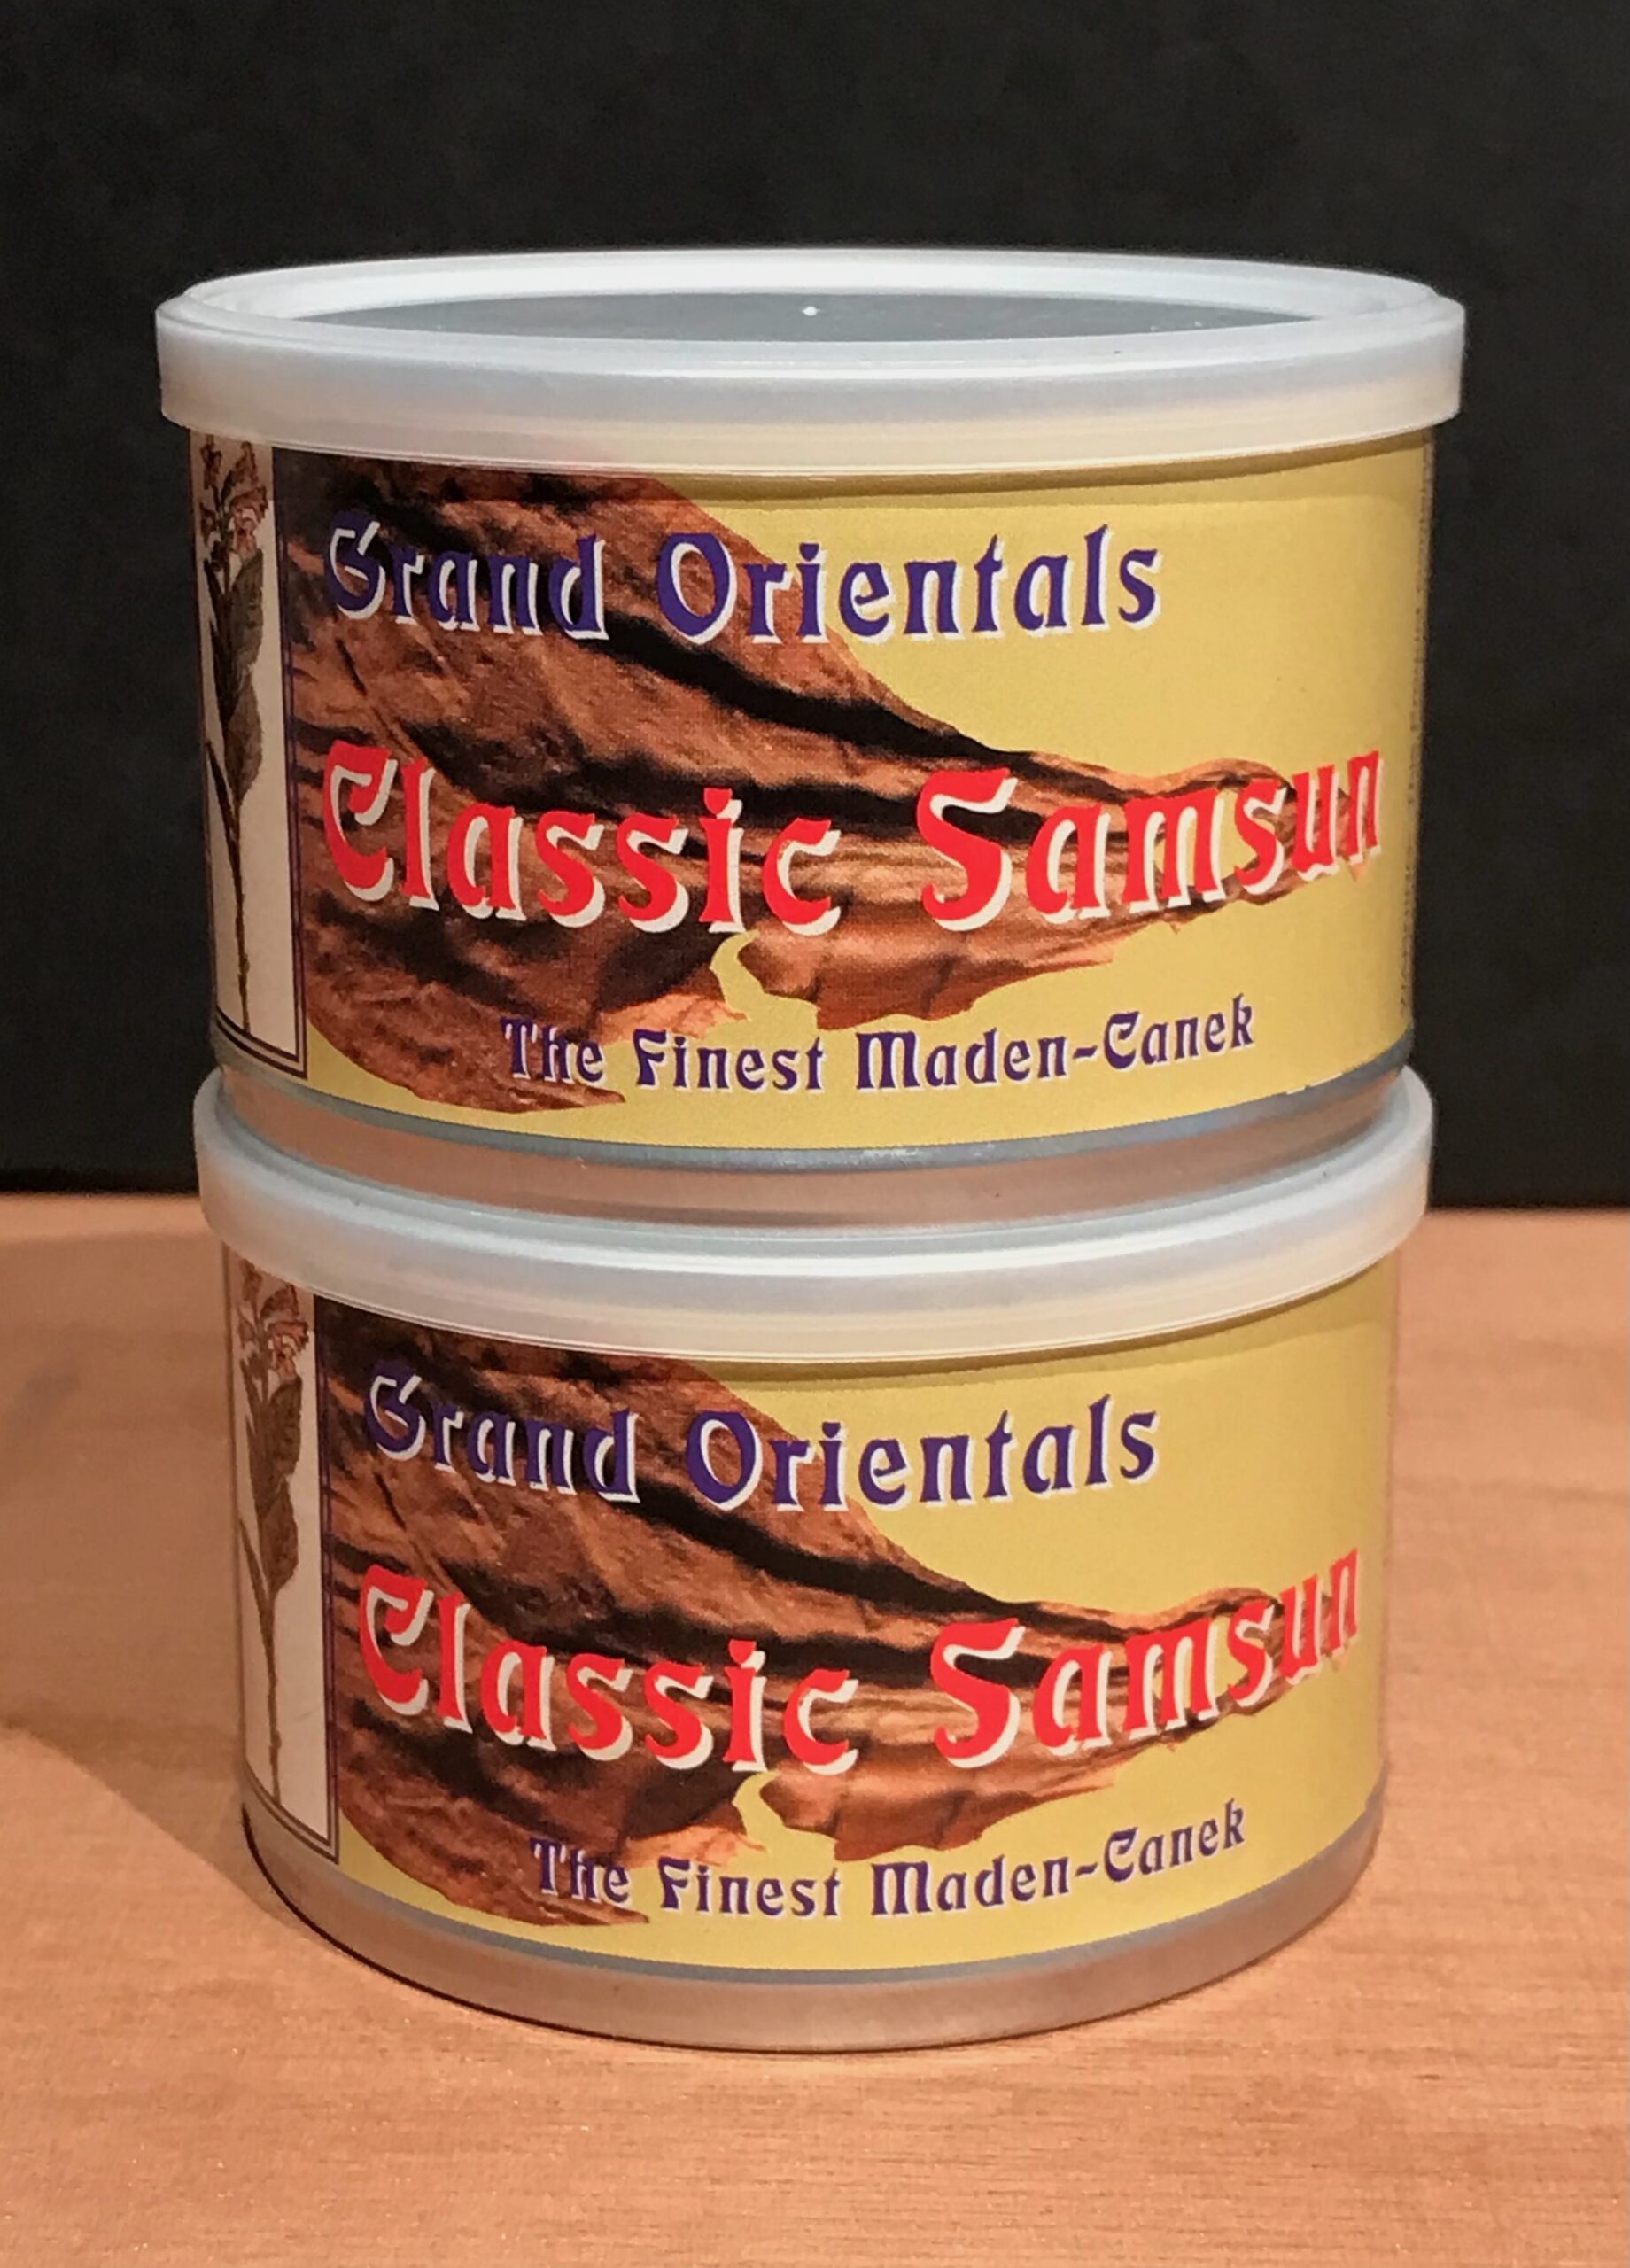 Grand Orientals
Classic Samsun
The Finest Maden-Canek
Grand Orientals
Classic Samsun
The Finest Maden-Canek